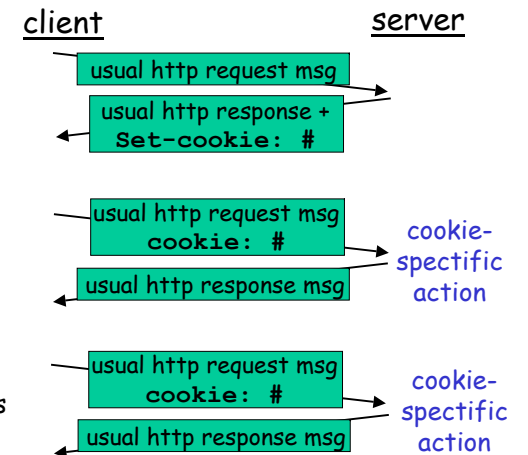 client
server
usual http request msg
usual http response +
Set-cookie: #
usual http request msg
cookie: #
usual http response msg
cookie-
spectific
action
usual http request msg
cookie: #
usual http response msg
cookie-
spectific
action
s